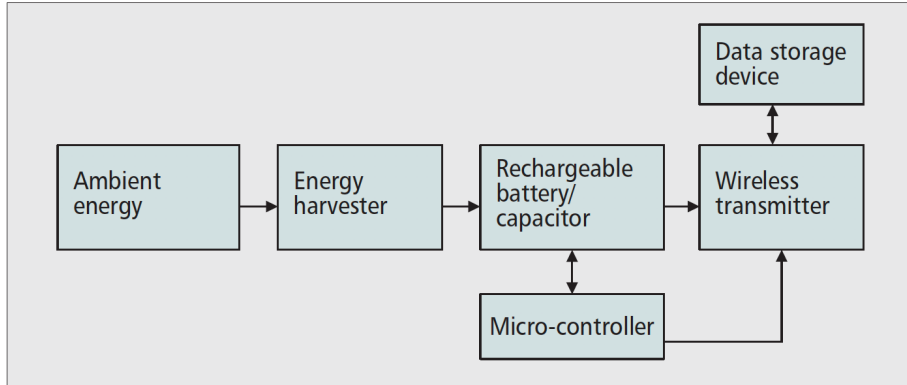 Data storage
device
Ambient
energy
Energy
harvester
Rechargeable
battery/
capacitor
Wireless
transmitter
Micro-controller